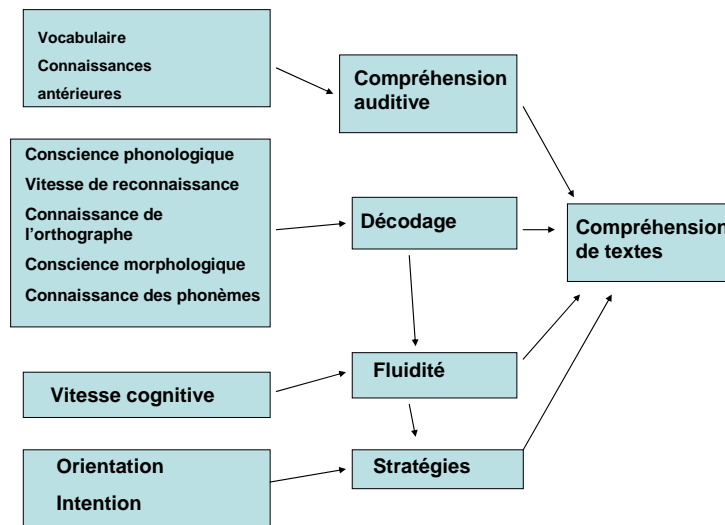 Vocabulaire
Connaissances
antérieures
Compréhension
auditive
Conscience phonologique
Vitesse de reconnaissance
Connaissance de
l'orthographe
Conscience morphologique
Connaissance des phonèmes
Décodage
Compréhension
de textes
Vitesse cognitive
Fluidité
Orientation
Intention
Stratégies